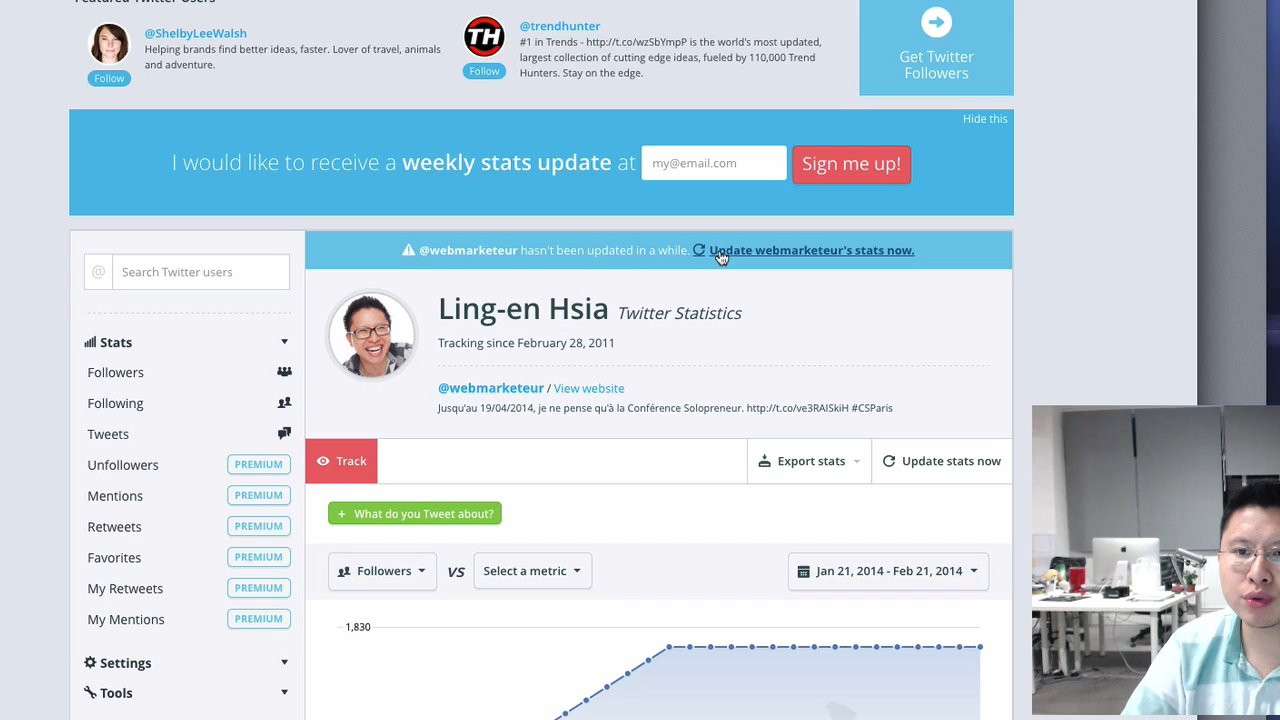 Featured Twitter Users
@ShelbyLeeWalsh
Helping brands find better ideas, faster. Lover of travel, animals
and adventure.
Follow
TH
@trendhunter
#1 in Trends - http://t.co/wzSbYmpP is the world's most updated,
largest collection of cutting edge ideas, fueled by 110,000 Trend
Hunters. Stay on the edge.
Follow
Get Twitter
Followers
Hide this
I would like to receive a weekly stats update at
my@email.com
Sign me up!
@webmarketeur hasn't been updated in a while. Update webmarketeur's stats now.
@ Search Twitter users
Stats
Followers
Following
Tweets
Unfollowers PREMIUM
Mentions PREMIUM
Retweets PREMIUM
Favorites PREMIUM
My Retweets PREMIUM
My Mentions PREMIUM
Settings
Tools
Ling-en Hsia Twitter Statistics
Tracking since February 28, 2011
@webmarketeur / View website
Jusqu'au 19/04/2014, je ne pense qu'à la Conférence Solopreneur. http://t.co/ve3RAISkiH #CSParis
Track
Export stats
Update stats now
+ What do you Tweet about?
Followers VS Select a metric
Jan 21, 2014 - Feb 21, 2014
1,830